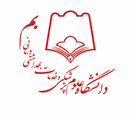 دانشگاه علوم پزشکی و خدمات بهداشتی درمانی بم